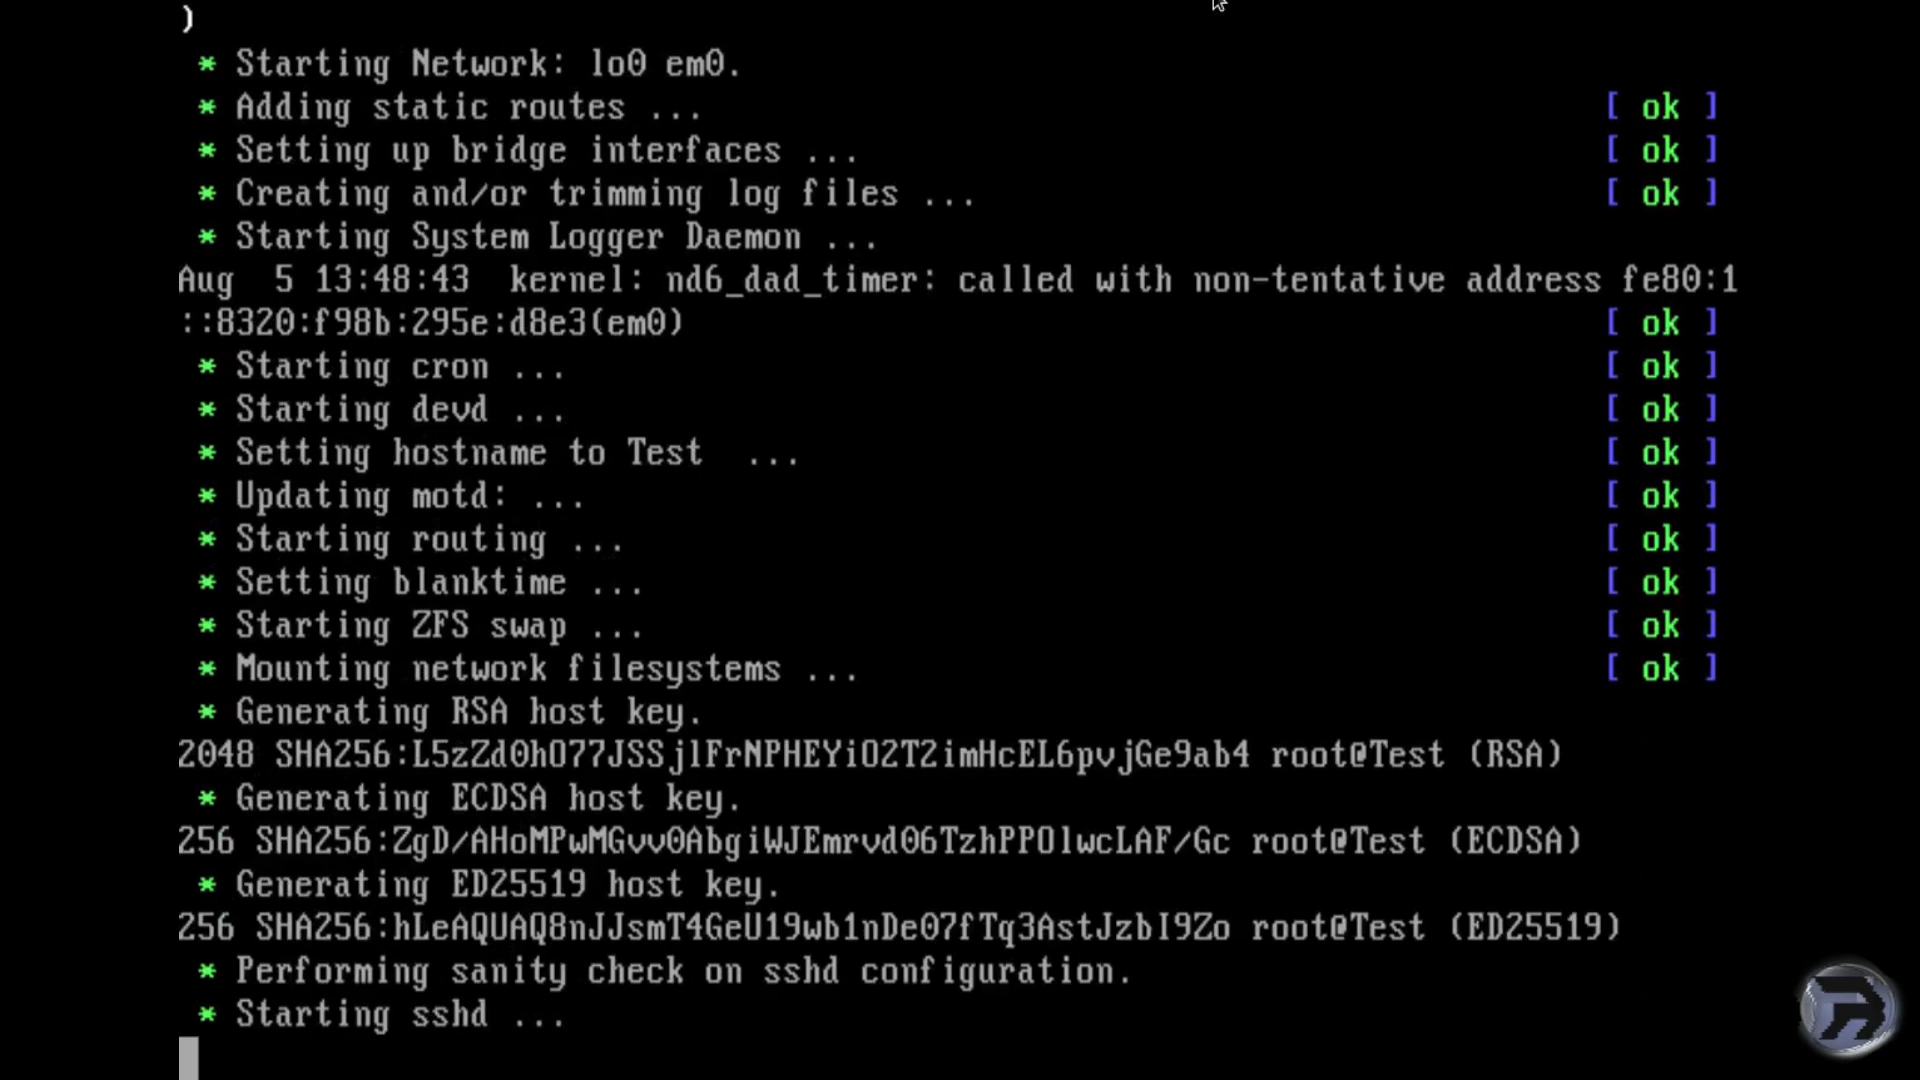 )
* Starting Network: lo0 em0.
* Adding static routes ... [ ok ]
* Setting up bridge interfaces ... [ ok ]
* Creating and/or trimming log files ... [ ok ]
* Starting System Logger Daemon ...
Aug  5 13:48:43  kernel: nd6_dad_timer: called with non-tentative address fe80:1
::8320:f98b:295e:d8e3(em0) [ ok ]
* Starting cron ... [ ok ]
* Starting devd ... [ ok ]
* Setting hostname to Test  ... [ ok ]
* Updating motd: ... [ ok ]
* Starting routing ... [ ok ]
* Setting blanktime ... [ ok ]
* Starting ZFS swap ... [ ok ]
* Mounting network filesystems ... [ ok ]
* Generating RSA host key.
2048 SHA256:L5zZd0hO77JSSjlFrNPHEYiO2T2imHcEL6pvjGe9ab4 root@Test (RSA)
* Generating ECDSA host key.
256 SHA256:ZgD/AHoMPwMGvv0AbgiWJEmrvd06TzhPPOlwcLAF/Gc root@Test (ECDSA)
* Generating ED25519 host key.
256 SHA256:hLeAQUAQ8nJJsmT4GeU19wb1nDe07fTq3AstJzbI9Zo root@Test (ED25519)
* Performing sanity check on sshd configuration.
* Starting sshd ...